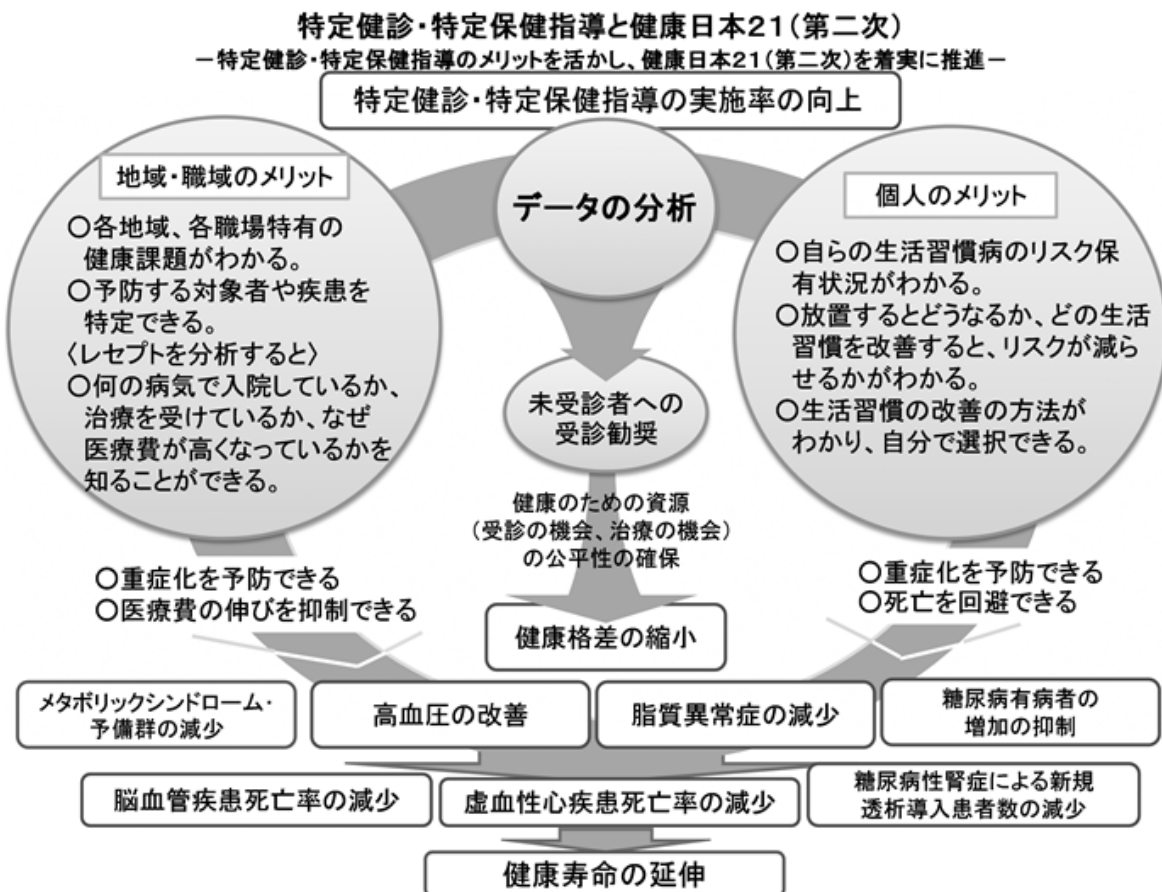 特定健診・特定保健指導と健康日本21(第二次)
－特定健診・特定保健指導のメリットを活かし、健康日本21(第二次)を着実に推進－
特定健診・特定保健指導の実施率の向上
地域・職域のメリット
○各地域、各職場特有の
健康課題がわかる。
○予防する対象者や疾患を
特定できる。
〈レセプトを分析すると〉
○何の病気で入院しているか、
治療を受けているか、なぜ
医療費が高くなっているかを
知ることができる。
○重症化を予防できる
○医療費の伸びを抑制できる
データの分析
未受診者への
受診勧奨
健康のための資源
(受診の機会、治療の機会)
の公平性の確保
健康格差の縮小
個人のメリット
○自らの生活習慣病のリスク保
有状況がわかる。
○放置するとどうなるか、どの生活
習慣を改善すると、リスクが減ら
せるかがわかる。
○生活習慣の改善の方法が
わかり、自分で選択できる。
○重症化を予防できる
○死亡を回避できる
メタボリックシンドローム・
予備群の減少
高血圧の改善
脂質異常症の減少
糖尿病有病者の
増加の抑制
脳血管疾患死亡率の減少
虚血性心疾患死亡率の減少
糖尿病性腎症による新規
透析導入患者数の減少
健康寿命の延伸